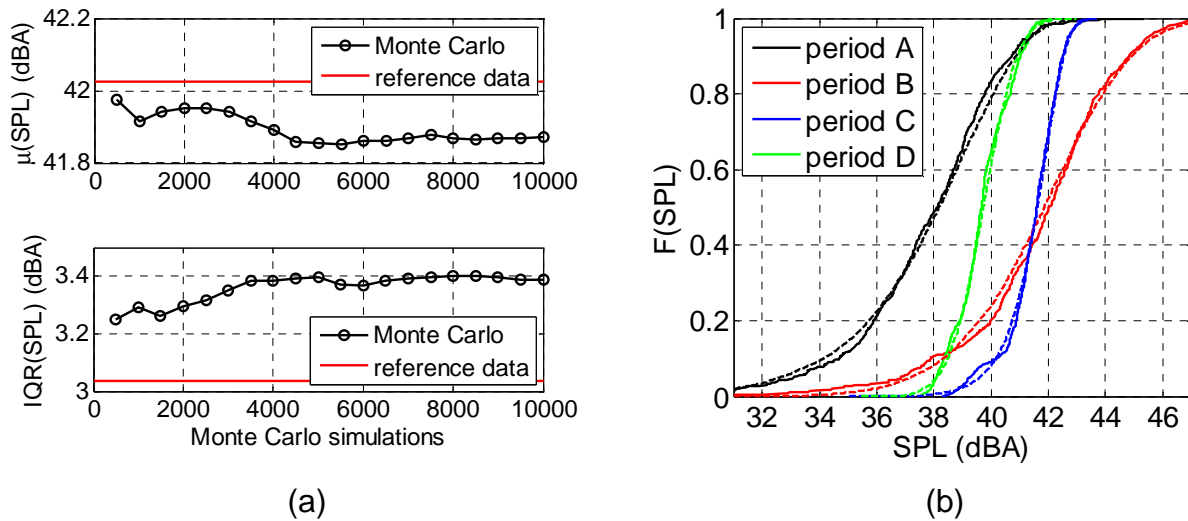 μ(SPL) (dBA)
42.2
42
41.8
0 2000 4000 6000 8000 10000
Monte Carlo
reference data
IQR(SPL) (dBA)
3.4
3.2
3
0 2000 4000 6000 8000 10000
Monte Carlo
reference data
Monte Carlo simulations
(a)
F(SPL)
1
0.8
0.6
0.4
0.2
0
period A
period B
period C
period D
32 34 36 38 40 42 44 46
SPL (dBA)
(b)